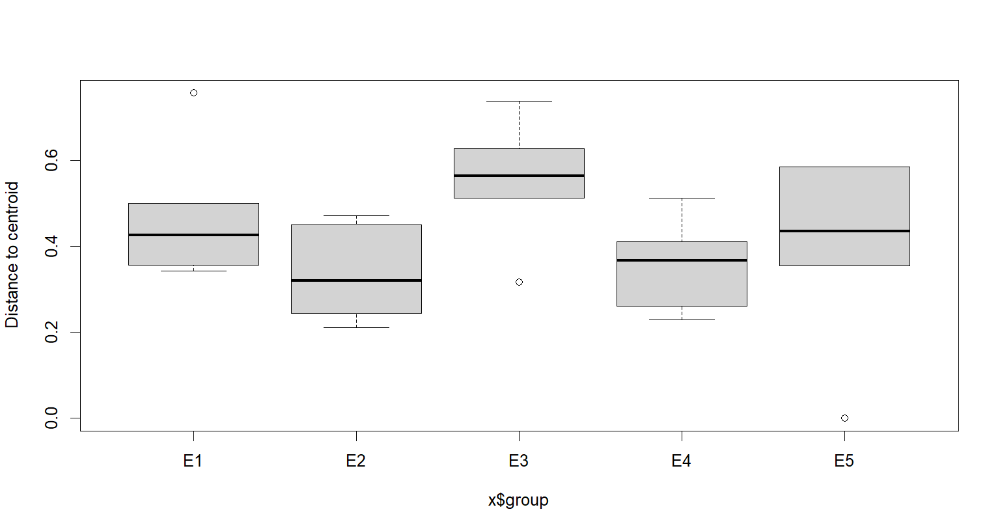 Distance to centroid
0.6
0.4
0.2
0.0
E1 E2 E3 E4 E5
x$group